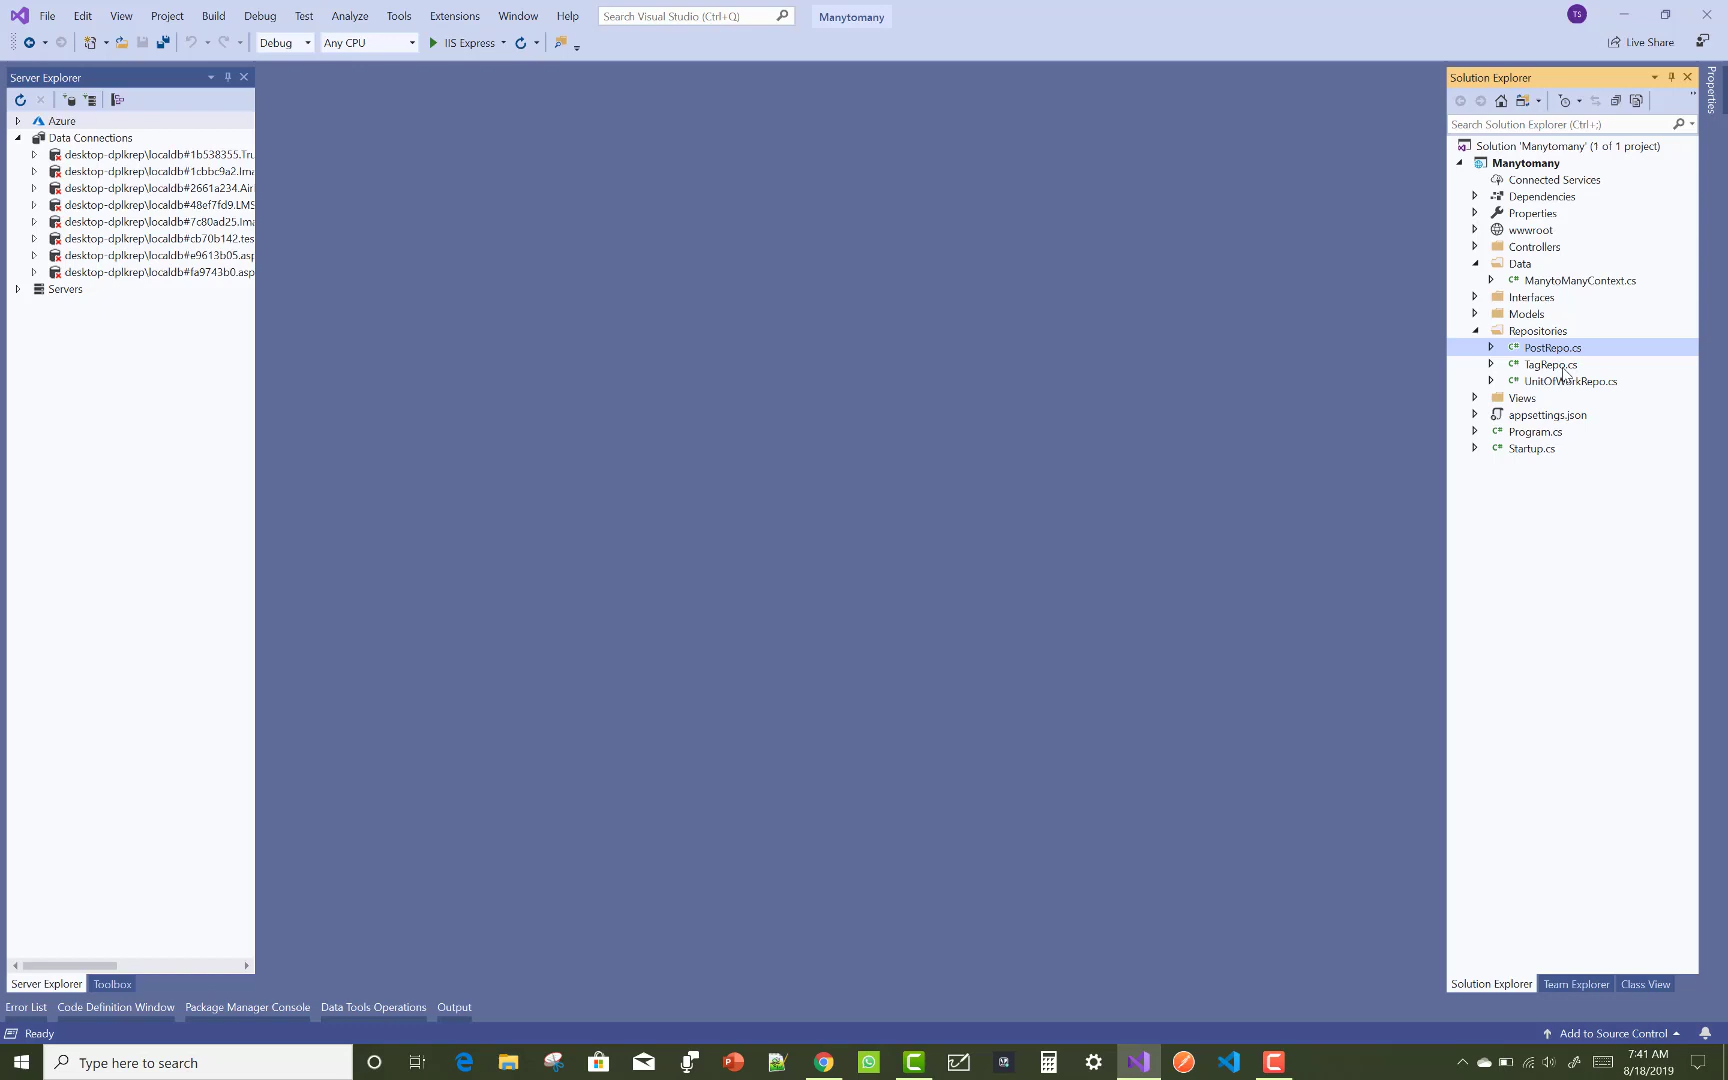 File Edit View Project Build Debug Test Analyze Tools Extensions Window Help Search Visual Studio (Ctrl+Q) Manytomany TS
Debug Any CPU IIS Express Live Share
Server Explorer
Azure
Data Connections
desktop-dplkrep\localdb#1b538355.Tru
desktop-dplkrep\localdb#1cbbc9a2.Ima
desktop-dplkrep\localdb#2661a234.Airl
desktop-dplkrep\localdb#48ef7fd9.LMS
desktop-dplkrep\localdb#7c80ad25.Ima
desktop-dplkrep\localdb#cb70b142.tes
desktop-dplkrep\localdb#e9613b05.asp
desktop-dplkrep\localdb#fa9743b0.asp
Servers
Server Explorer Toolbox
Solution Explorer
Search Solution Explorer (Ctrl+;)
Solution 'Manytomany' (1 of 1 project)
Manytomany
Connected Services
Dependencies
Properties
wwwroot
Controllers
Data
ManytoManyContext.cs
Interfaces
Models
Repositories
PostRepo.cs
TagRepo.cs
UnitOfWorkRepo.cs
Views
appsettings.json
Program.cs
Startup.cs
Solution Explorer Team Explorer Class View
Properties
Error List Code Definition Window Package Manager Console Data Tools Operations Output
Ready Add to Source Control
Type here to search
7:41 AM
8/18/2019